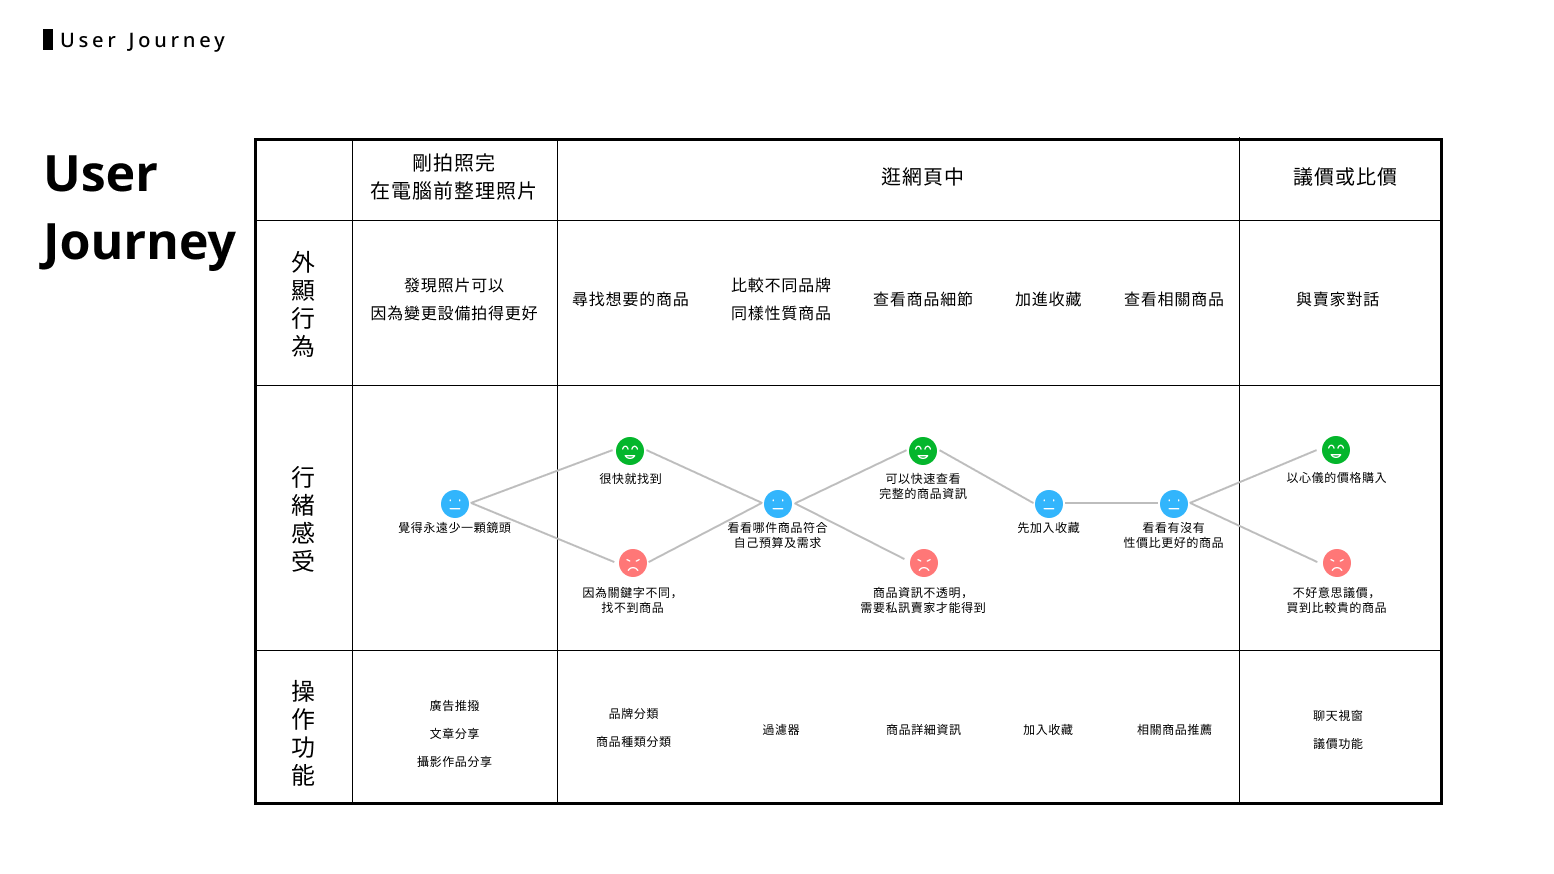 User Journey
User
Journey
剛拍照完
在電腦前整理照片
逛網頁中
議價或比價
外顯行為
發現照片可以
因為變更設備拍得更好
尋找想要的商品
比較不同品牌
同樣性質商品
查看商品細節
加進收藏
查看相關商品
與賣家對話
行緒感受
覺得永遠少一顆鏡頭
很快就找到
因為關鍵字不同，
找不到商品
看看哪件商品符合
自己預算及需求
可以快速查看
完整的商品資訊
商品資訊不透明，
需要私訊賣家才能得到
先加入收藏
看看有沒有
性價比更好的商品
以心儀的價格購入
不好意思議價，
買到比較貴的商品
操作功能
廣告推撥
文章分享
攝影作品分享
品牌分類
商品種類分類
過濾器
商品詳細資訊
加入收藏
相關商品推薦
聊天視窗
議價功能